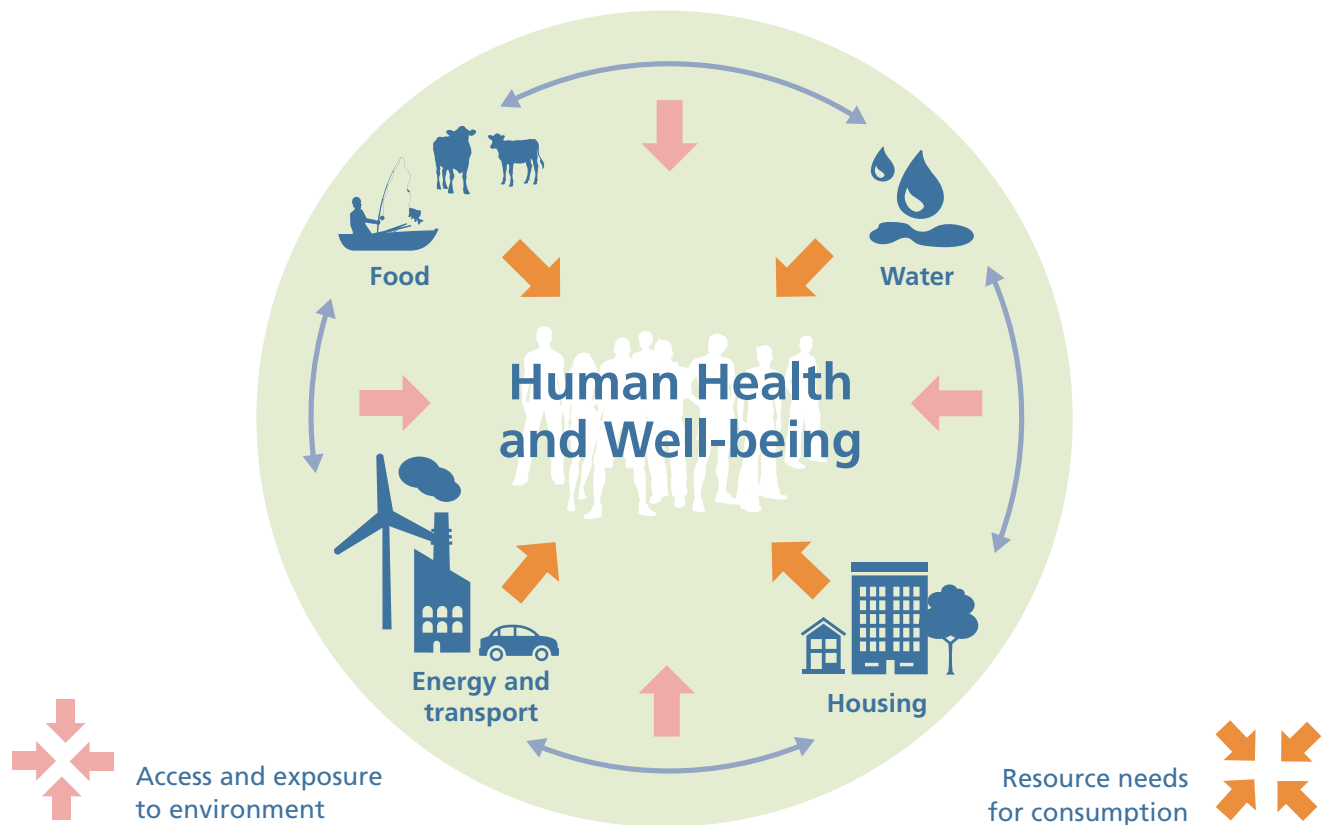 Food
Water
Human Health
and Well-being
Energy and
transport
Housing
Access and exposure
to environment
Resource needs
for consumption